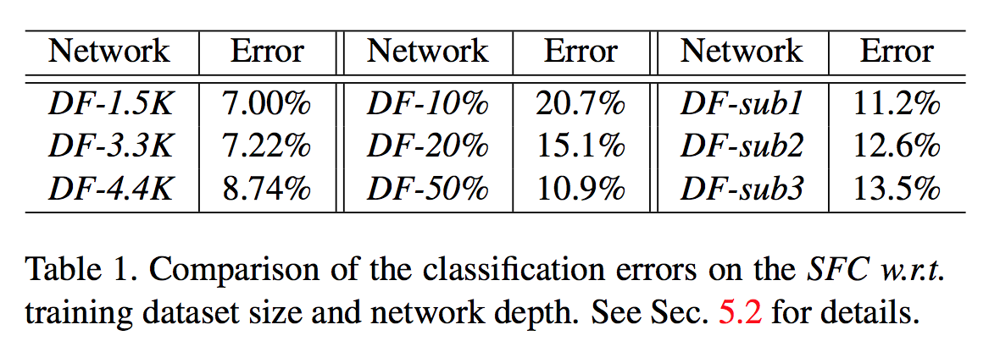 Network Error Network Error Network Error
DF-1.5K 7.00% DF-10% 20.7% DF-sub1 11.2%
DF-3.3K 7.22% DF-20% 15.1% DF-sub2 12.6%
DF-4.4K 8.74% DF-50% 10.9% DF-sub3 13.5%
Table 1. Comparison of the classification errors on the SFC w.r.t.
training dataset size and network depth. See Sec. 5.2 for details.